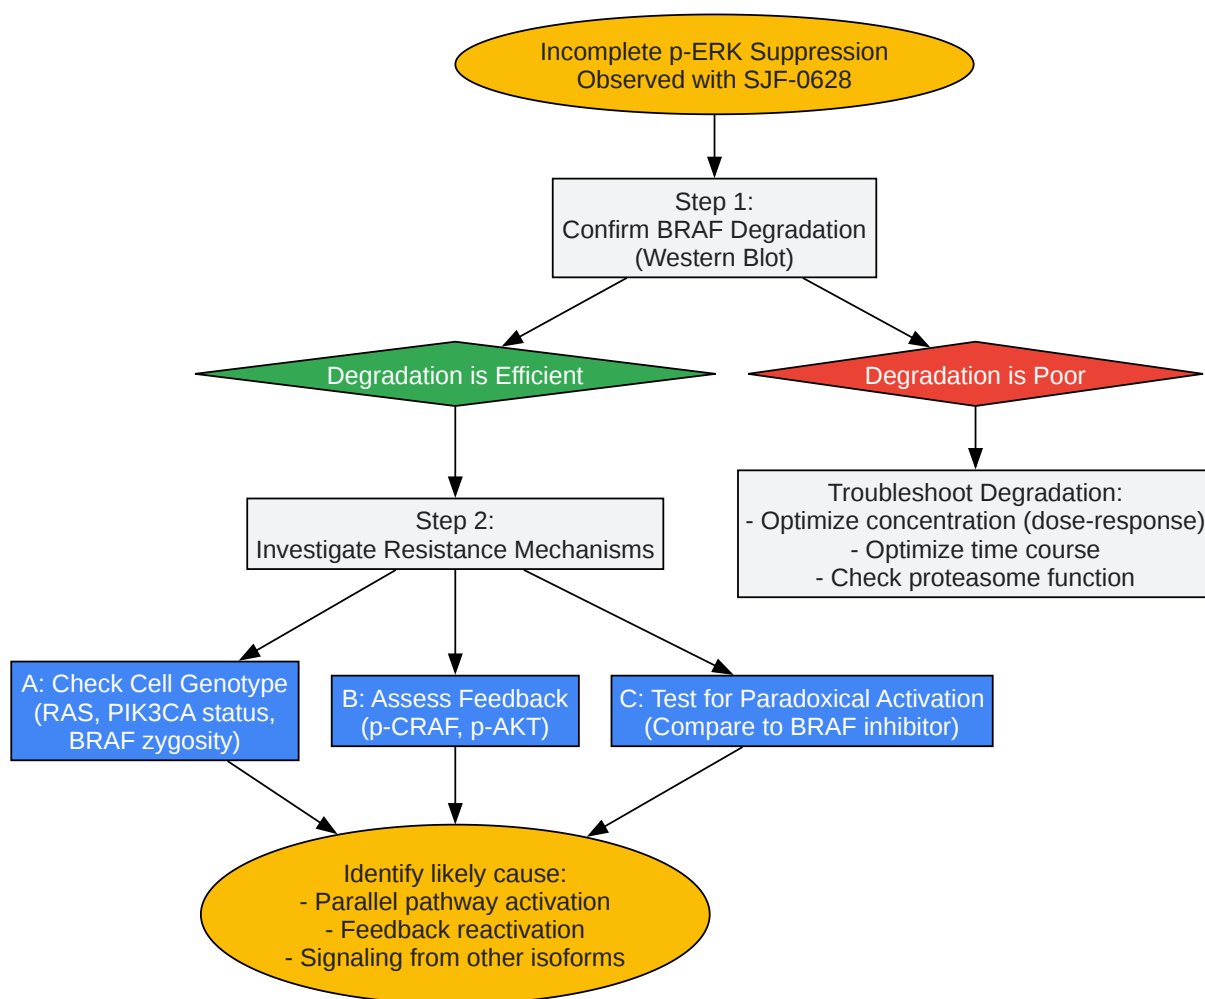 Incomplete p-ERK Suppression
Observed with SJF-0628
Step 1:
Confirm BRAF Degradation
(Western Blot)
Degradation is Efficient
Degradation is Poor
Step 2:
Investigate Resistance Mechanisms
Troubleshoot Degradation:
- Optimize concentration (dose-response)
- Optimize time course
- Check proteasome function
A: Check Cell Genotype
(RAS, PIK3CA status,
BRAF zygosity)
B: Assess Feedback
(p-CRAF, p-AKT)
C: Test for Paradoxical Activation
(Compare to BRAF inhibitor)
Identify likely cause:
- Parallel pathway activation
- Feedback reactivation
- Signaling from other isoforms